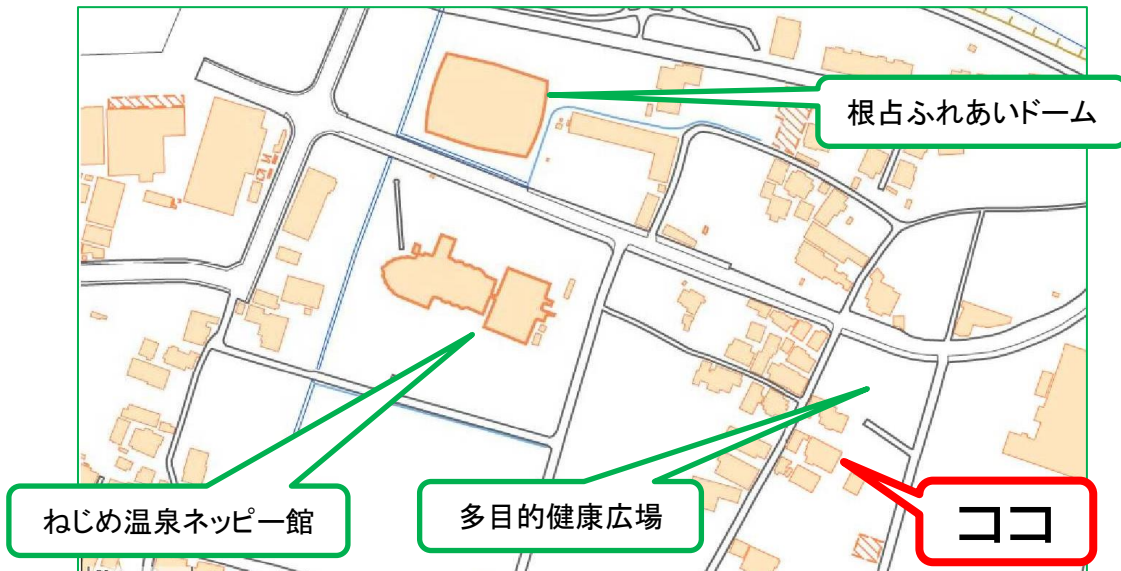 根占ふれあいドーム
ねじめ温泉ネッピー館
多目的健康広場
ココ